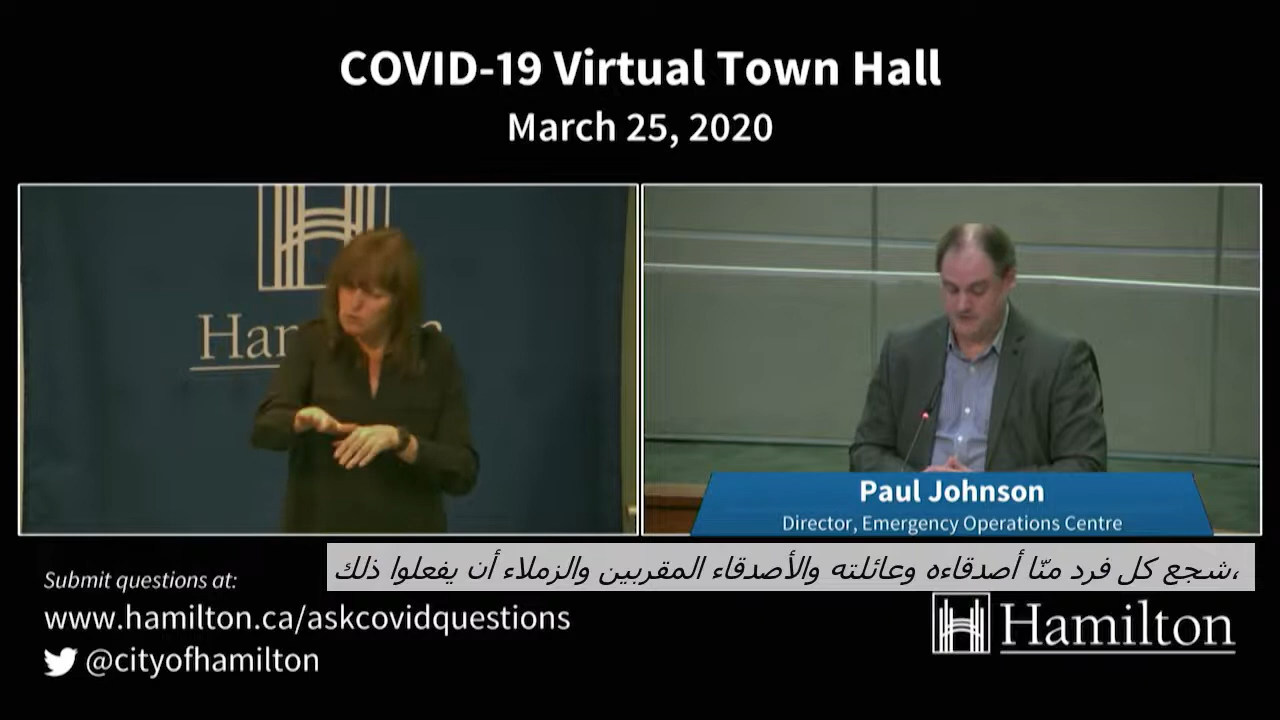 COVID-19 Virtual Town Hall
March 25, 2020
Paul Johnson
Director, Emergency Operations Centre
شجع كل فرد منّا أصدقاءه وعائلته والأصدقاء المقربين والزملاء أن يفعلوا ذلك،
Submit questions at:
www.hamilton.ca/askcovidquestions
@cityofhamilton
Hamilton